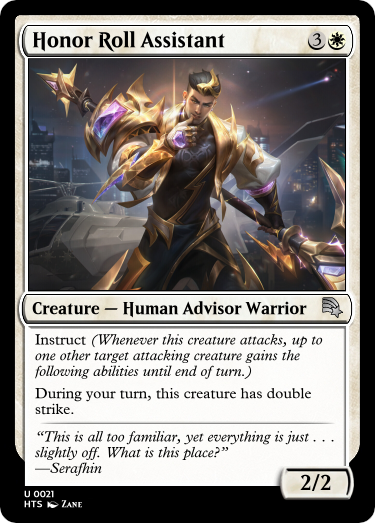 Honor Roll Assistant 3
Creature — Human Advisor Warrior
Instruct (Whenever this creature attacks, up to
one other target attacking creature gains the
following abilities until end of turn.)
During your turn, this creature has double
strike.
“This is all too familiar, yet everything is just . . .
slightly off. What is this place?”
—Serafhin
2/2
U 0021
HTS Zane